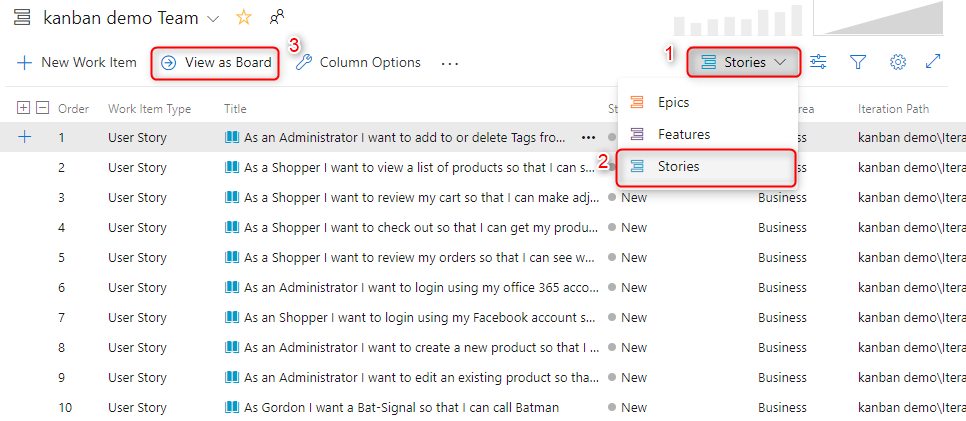 kanban demo Team
3
1
New Work Item View as Board Column Options ... Stories
Order Work Item Type Title St rea Iteration Path
Epics
Features
2
Stories
1 User Story As an Administrator I want to add to or delete Tags fro... ••• kanban demo\Itera
2 User Story As a Shopper I want to view a list of products so that I can s... kanban demo\Itera
3 User Story As a Shopper I want to review my cart so that I can make adj... New Business kanban demo\Itera
4 User Story As a Shopper I want to check out so that I can get my produ... New Business kanban demo\Itera
5 User Story As a Shopper I want to review my orders so that I can see w... New Business kanban demo\Itera
6 User Story As an Administrator I want to login using my office 365 acco... New Business kanban demo\Itera
7 User Story As an Shopper I want to login using my Facebook account s... New Business kanban demo\Itera
8 User Story As an Administrator I want to create a new product so that I ... New Business kanban demo\Itera
9 User Story As an Administrator I want to edit an existing product so tha... New Business kanban demo\Itera
10 User Story As Gordon I want a Bat-Signal so that I can call Batman New Business kanban demo\Itera